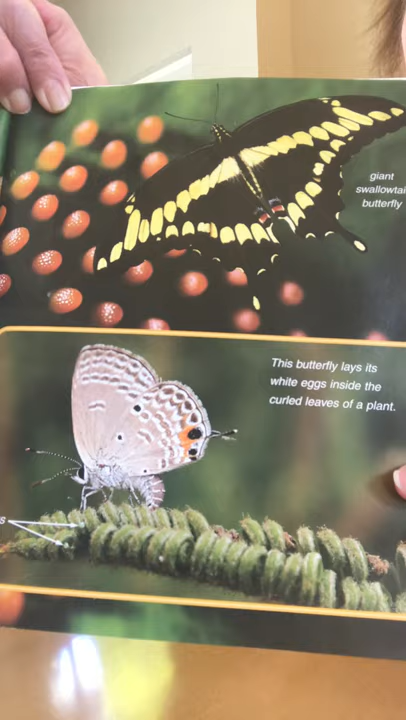 giant
swallowtail
butterfly
This butterfly lays its
white eggs inside the
curled leaves of a plant.